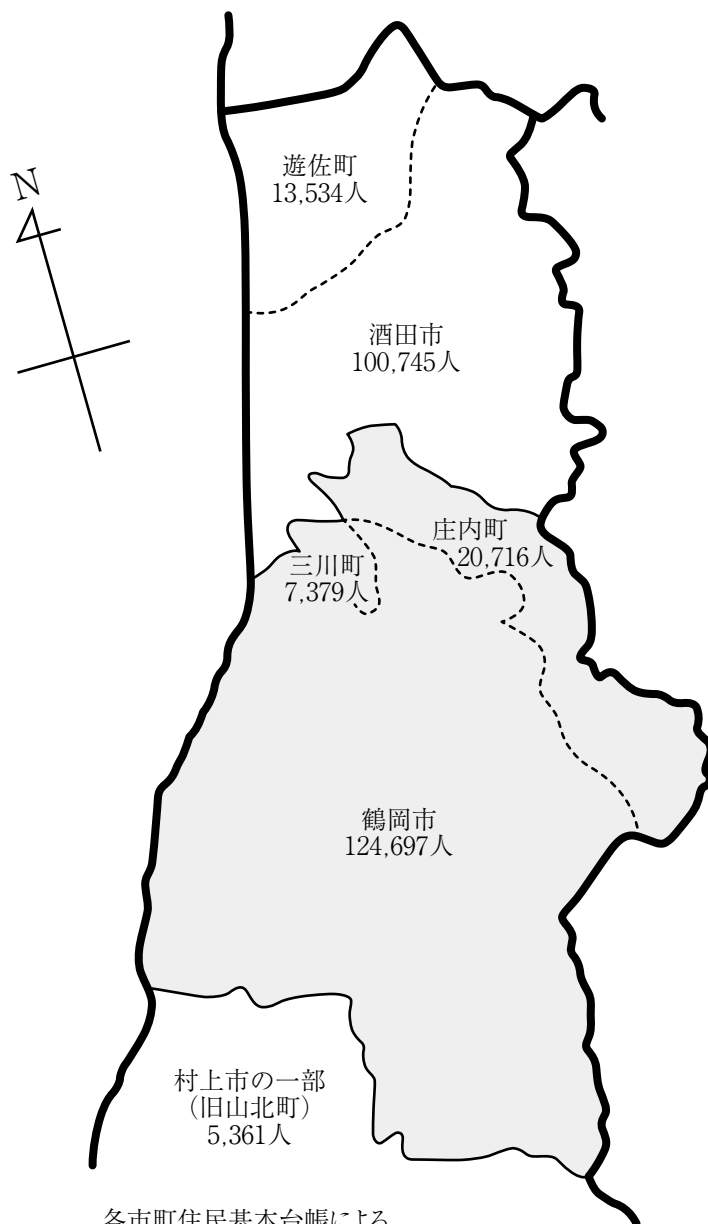 遊佐町
13,534人
N
酒田市
100,745人
庄内町
20,716人
三川町
7,379人
鶴岡市
124,697人
村上市の一部
（旧山北町）
5,361人
各市町住民基本台帳による